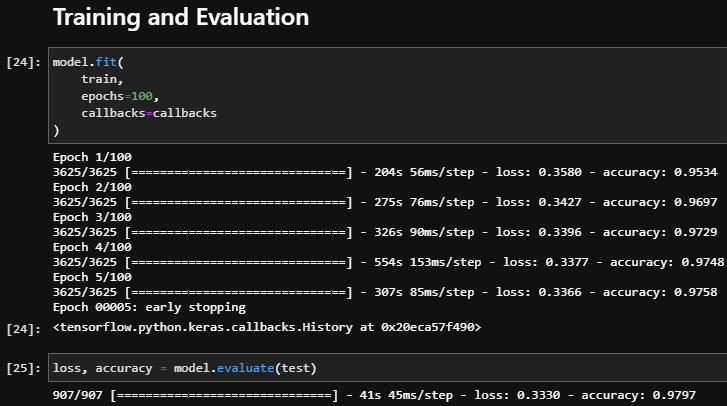 Training and Evaluation
[24]: model.fit(
train,
epochs=100,
callbacks=callbacks
)
Epoch 1/100
3625/3625 [==============================] - 204s 56ms/step - loss: 0.3580 - accuracy: 0.9534
Epoch 2/100
3625/3625 [==============================] - 275s 76ms/step - loss: 0.3427 - accuracy: 0.9697
Epoch 3/100
3625/3625 [==============================] - 326s 90ms/step - loss: 0.3396 - accuracy: 0.9729
Epoch 4/100
3625/3625 [==============================] - 554s 153ms/step - loss: 0.3377 - accuracy: 0.9748
Epoch 5/100
3625/3625 [==============================] - 307s 85ms/step - loss: 0.3366 - accuracy: 0.9758
Epoch 00005: early stopping
[24]: <tensorflow.python.keras.callbacks.History at 0x20eca57f490>
[25]: loss, accuracy = model.evaluate(test)
907/907 [==============================] - 41s 45ms/step - loss: 0.3330 - accuracy: 0.9797